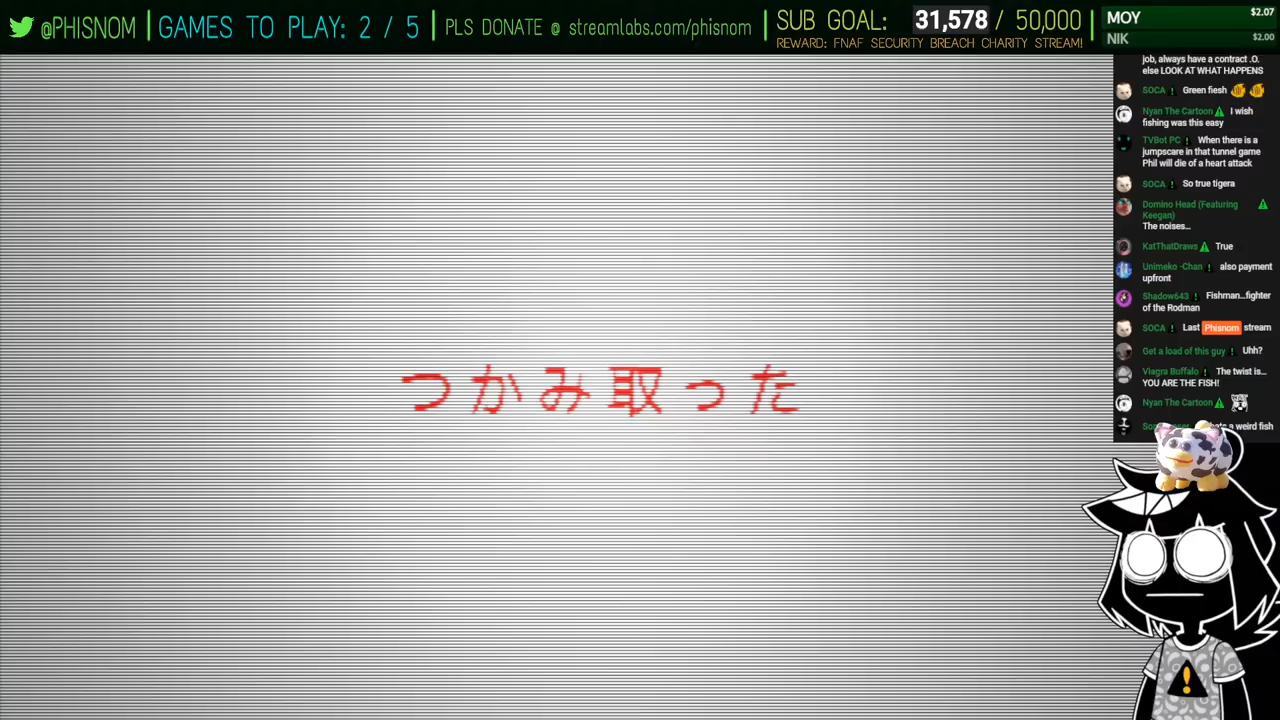 @PHISNOM
GAMES TO PLAY: 2 / 5
PLS DONATE @ streamlabs.com/phisnom
SUB GOAL: 31,578 / 50,000
REWARD: FNAF SECURITY BREACH CHARITY STREAM!
MOY $2.07
NIK $2.00
job, always have a contract .O.
else LOOK AT WHAT HAPPENS
SOCA Green fiesh
Nyan The Cartoon I wish
fishing was this easy
TVBot PC When there is a
jumpscare in that tunnel game
Phil will die of a heart attack
SOCA So true tigera
Domino Head (Featuring
Keegan)
The noises...
KatThatDraws True
Unimeko -Chan also payment
upfront
Shadow643 Fishman...fighter
of the Rodman
SOCA Last Phisnom stream
Get a load of this guy Uhh?
Viagra Buffalo The twist is...
YOU ARE THE FISH!
Nyan The Cartoon
a weird fish
つかみ取った